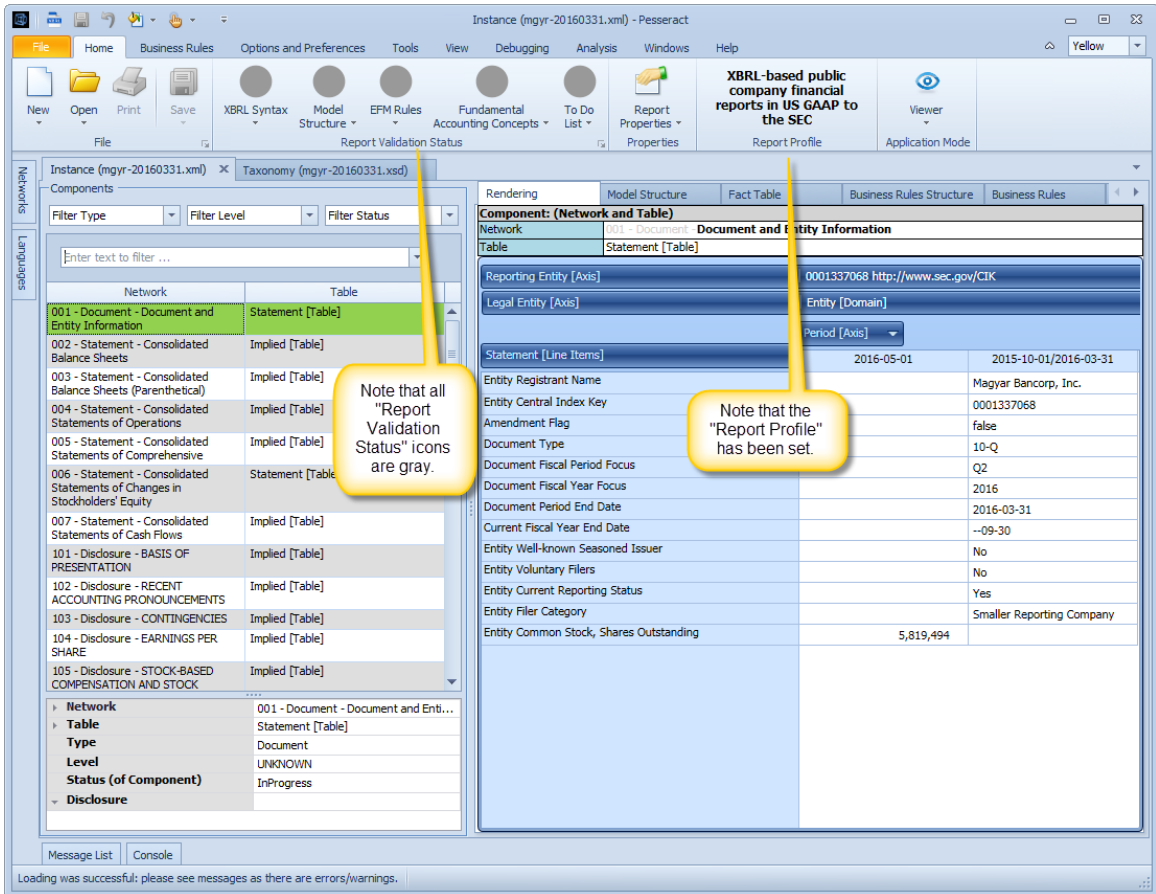 Instance (mgyr-20160331.xml) - Pesseract
File Home Business Rules Options and Preferences Tools View Debugging Analysis Windows Help Yellow
New Open Print Save
File
XBRL Syntax Model Structure EFM Rules Fundamental Accounting Concepts To Do List
Report Validation Status
Report Properties
Properties
XBRL-based public
company financial
reports in US GAAP to
the SEC
Report Profile
Viewer
Application Mode
Networks
Languages
Instance (mgyr-20160331.xml) Taxonomy (mgyr-20160331.xsd)
Components
Filter Type Filter Level Filter Status
Enter text to filter ...
Network Table
001 - Document - Document and Statement [Table]
Entity Information
002 - Statement - Consolidated Implied [Table]
Balance Sheets
003 - Statement - Consolidated Implied [Table]
Balance Sheets (Parenthetical)
004 - Statement - Consolidated Implied [Table]
Statements of Operations
005 - Statement - Consolidated Implied [Table]
Statements of Comprehensive
006 - Statement - Consolidated Statement [Table]
Statements of Changes in
Stockholders' Equity
007 - Statement - Consolidated Implied [Table]
Statements of Cash Flows
101 - Disclosure - BASIS OF Implied [Table]
PRESENTATION
102 - Disclosure - RECENT Implied [Table]
ACCOUNTING PRONOUNCEMENTS
103 - Disclosure - CONTINGENCIES Implied [Table]
104 - Disclosure - EARNINGS PER Implied [Table]
SHARE
105 - Disclosure - STOCK-BASED Implied [Table]
COMPENSATION AND STOCK
Network 001 - Document - Document and Enti...
Table Statement [Table]
Type Document
Level UNKNOWN
Status (of Component) InProgress
Disclosure
Note that all
"Report
Validation
Status" icons
are gray.
Rendering Model Structure Fact Table Business Rules Structure Business Rules
Component: (Network and Table)
Network 001 - Document - Document and Entity Information
Table Statement [Table]
Reporting Entity [Axis] 0001337068 http://www.sec.gov/CIK
Legal Entity [Axis] Entity [Domain]
Period [Axis]
Statement [Line Items] 2016-05-01 2015-10-01/2016-03-31
Entity Registrant Name Magyar Bancorp, Inc.
Entity Central Index Key 0001337068
Amendment Flag false
Document Type 10-Q
Document Fiscal Period Focus Q2
Document Fiscal Year Focus 2016
Document Period End Date 2016-03-31
Current Fiscal Year End Date --09-30
Entity Well-known Seasoned Issuer No
Entity Voluntary Filers No
Entity Current Reporting Status Yes
Entity Filer Category Smaller Reporting Company
Entity Common Stock, Shares Outstanding 5,819,494
Note that the
"Report Profile"
has been set.
Message List Console
Loading was successful: please see messages as there are errors/warnings.